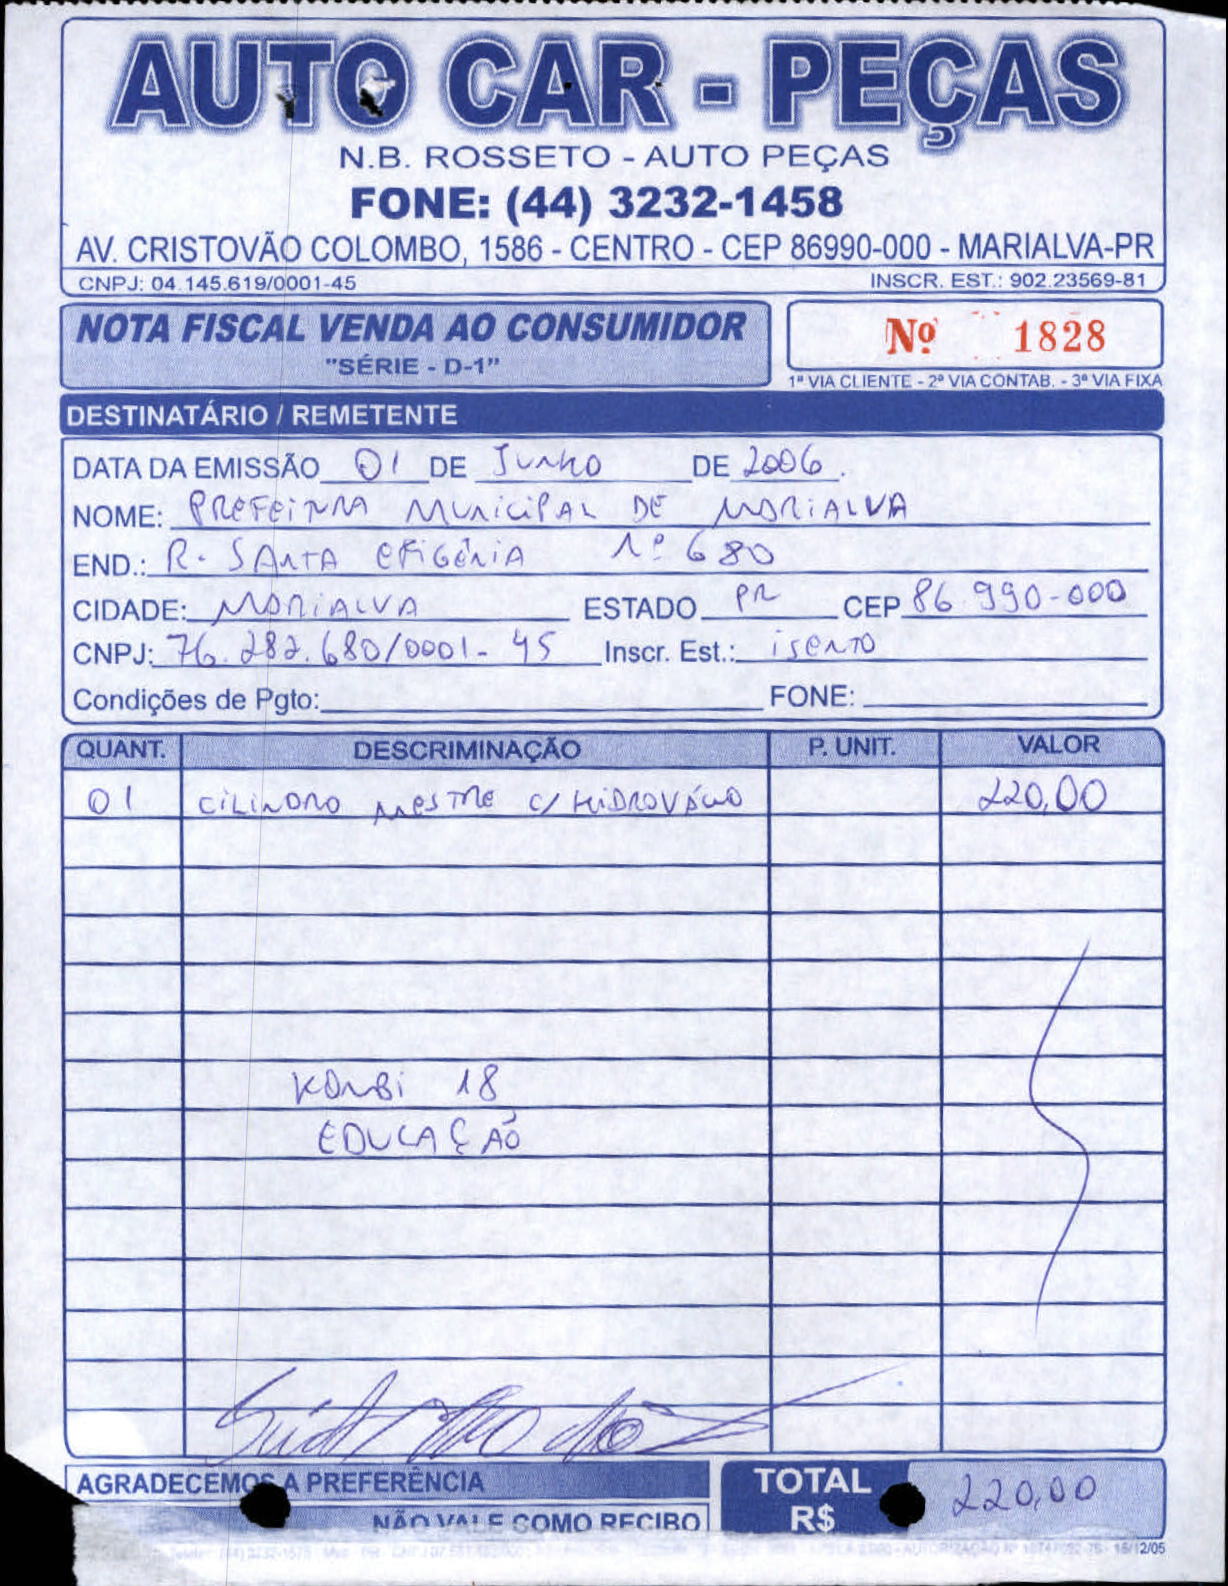 AUTO CAR - PEÇAS
N.B. ROSSETO - AUTO PEÇAS
FONE: (44) 3232-1458
AV. CRISTOVÃO COLOMBO, 1586 - CENTRO - CEP 86990-000 - MARIALVA-PR
CNPJ: 04.145.619/0001-45 INSCR. EST.: 902.23569-81
NOTA FISCAL VENDA AO CONSUMIDOR
"SÉRIE - D-1"
Nº 1828
1ª VIA CLIENTE - 2ª VIA CONTAB. - 3ª VIA FIXA
DESTINATÁRIO / REMETENTE
DATA DA EMISSÃO 01 DE JUNHO DE 2006.
NOME: PREFEITURA MUNICIPAL DE MARIALVA
END.: R. SANTA EFIGÊNIA Nº 680
CIDADE: MARIALVA ESTADO PR CEP 86.990-000
CNPJ: 76.282.680/0001-45 Inscr. Est.: isento
Condições de Pgto: FONE:
QUANT. DESCRIMINAÇÃO P. UNIT. VALOR
01 CILINDRO MESTRE C/ HIDROVÁCUO 220,00
KOMBI 18
EDUCAÇÃO
AGRADECEMOS A PREFERÊNCIA
NÃO VALE COMO RECIBO
TOTAL R$ 220,00